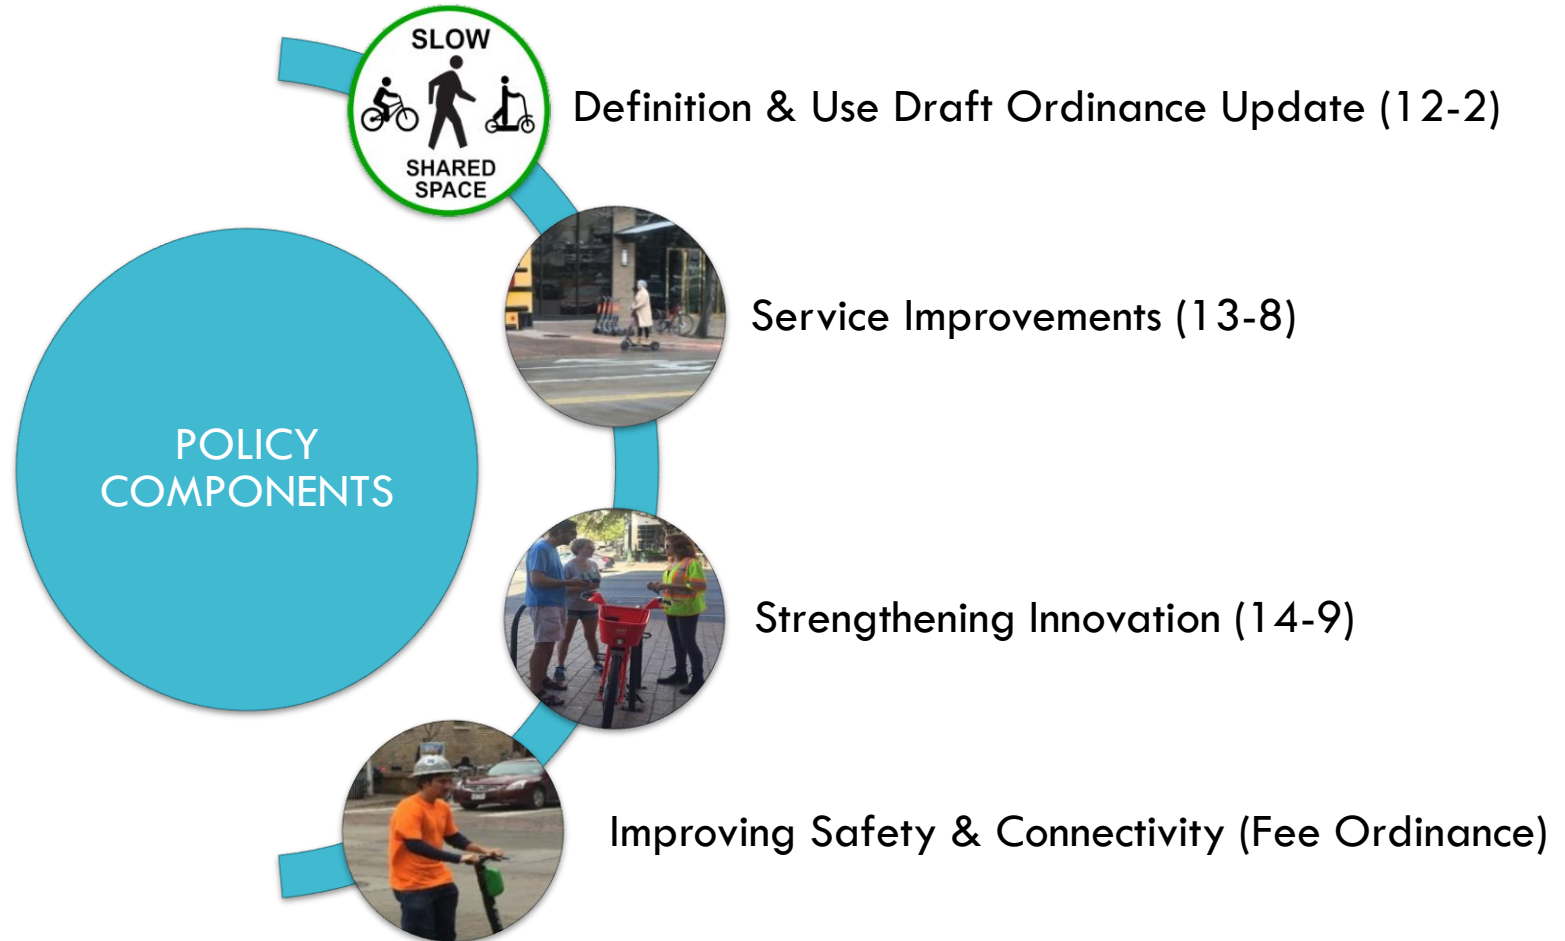 SLOW
SHARED
SPACE
Definition & Use Draft Ordinance Update (12-2)
Service Improvements (13-8)
POLICY
COMPONENTS
Strengthening Innovation (14-9)
Improving Safety & Connectivity (Fee Ordinance)